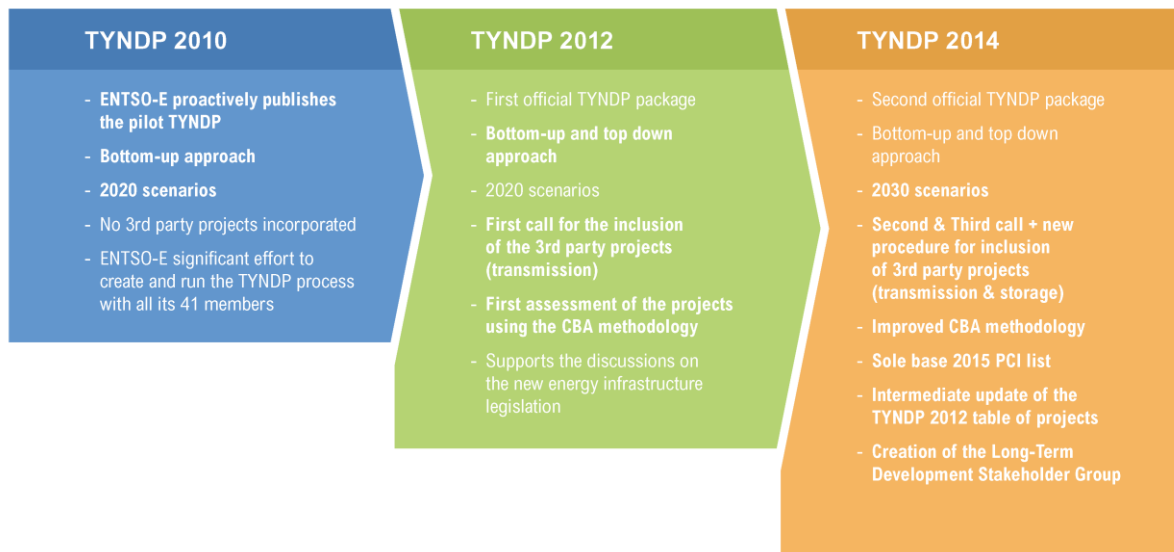 TYNDP 2010
- ENTSO-E proactively publishes
the pilot TYNDP
- Bottom-up approach
- 2020 scenarios
- No 3rd party projects incorporated
- ENTSO-E significant effort to
create and run the TYNDP process
with all its 41 members
TYNDP 2012
- First official TYNDP package
- Bottom-up and top down
approach
- 2020 scenarios
- First call for the inclusion
of the 3rd party projects
(transmission)
- First assessment of the projects
using the CBA methodology
- Supports the discussions on
the new energy infrastructure
legislation
TYNDP 2014
- Second official TYNDP package
- Bottom-up and top down
approach
- 2030 scenarios
- Second & Third call + new
procedure for inclusion
of 3rd party projects
(transmission & storage)
- Improved CBA methodology
- Sole base 2015 PCI list
- Intermediate update of the
TYNDP 2012 table of projects
- Creation of the Long-Term
Development Stakeholder Group